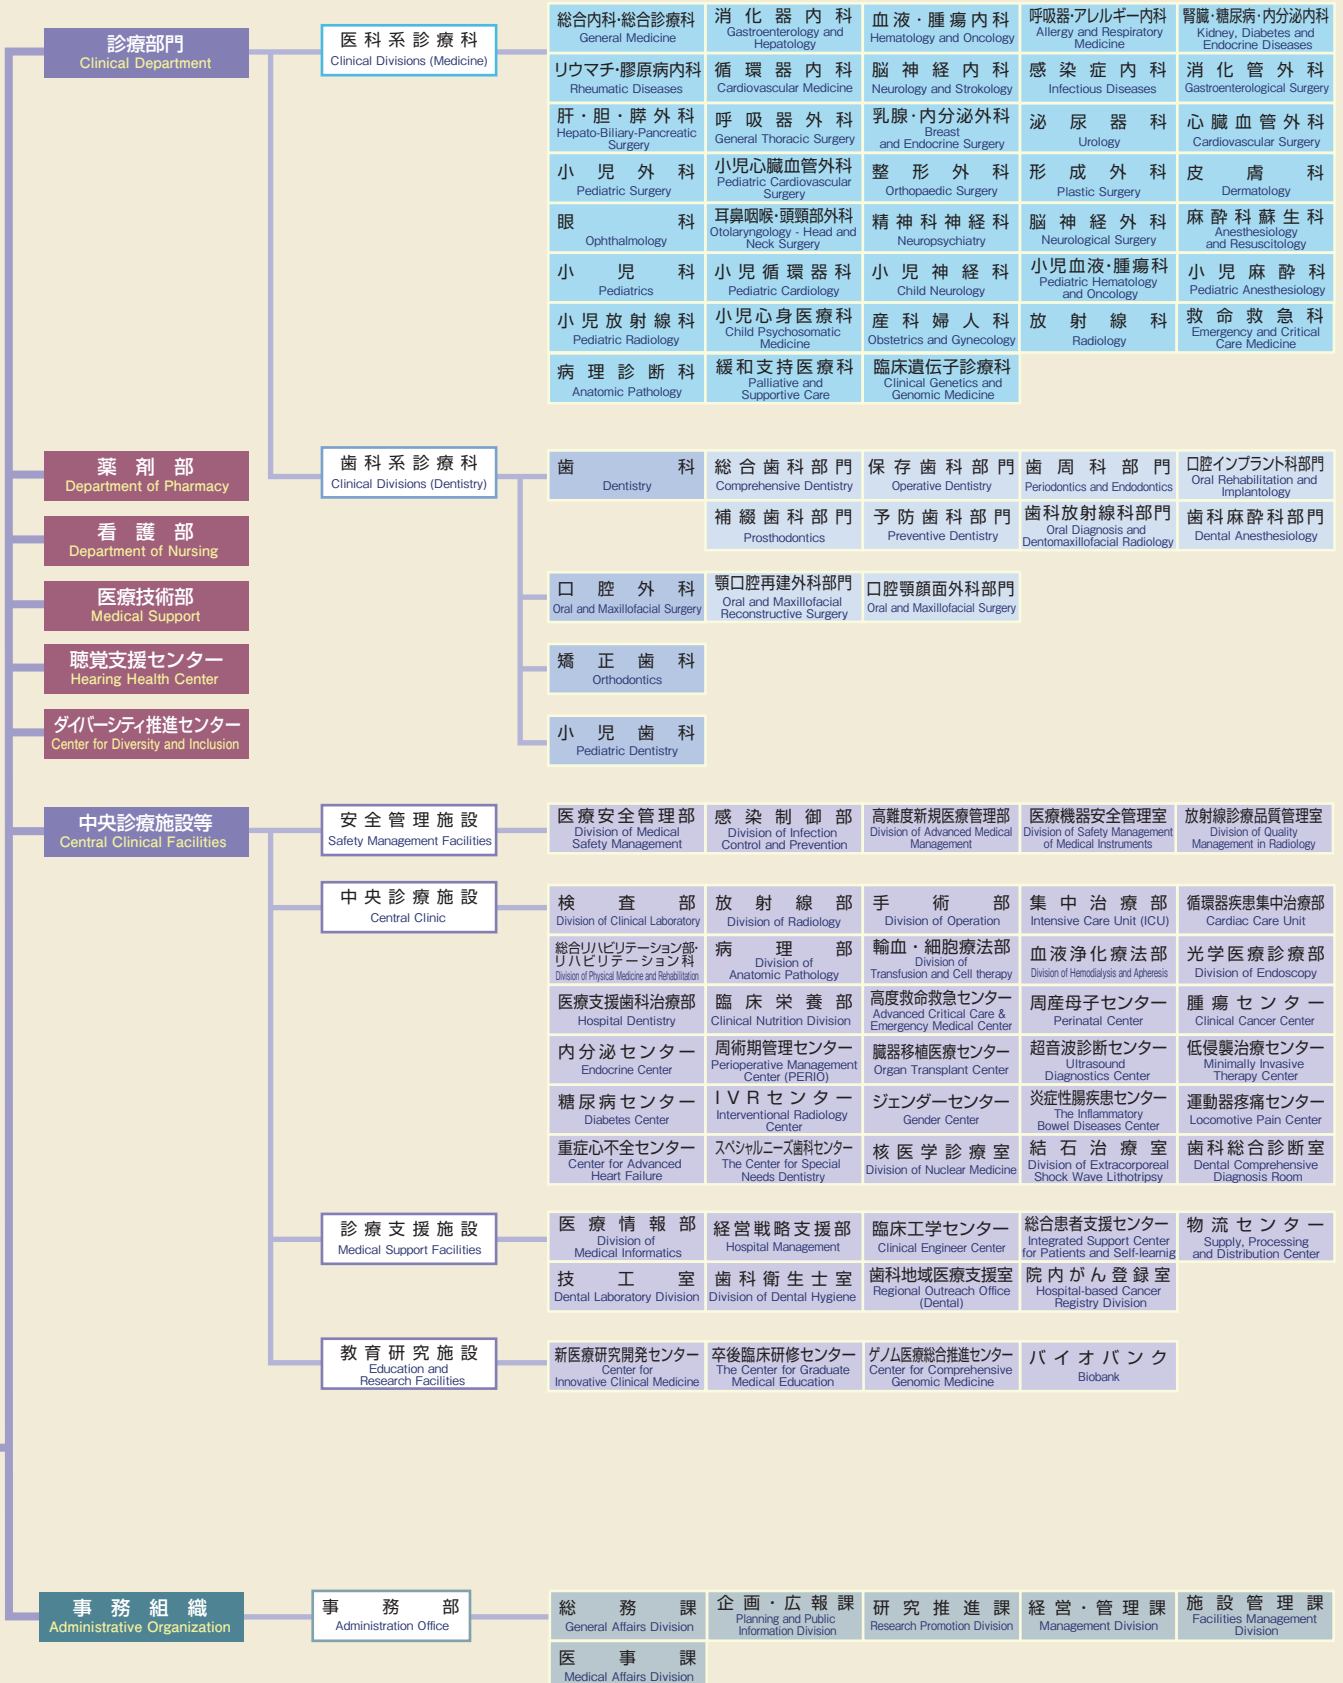 診療部門
Clinical Department
医科系診療科
Clinical Divisions (Medicine)
総合内科・総合診療科
General Medicine
消化器内科
Gastroenterology and
Hepatology
血液・腫瘍内科
Hematology and Oncology
呼吸器・アレルギー内科
Allergy and Respiratory
Medicine
腎臓・糖尿病・内分泌内科
Kidney, Diabetes and
Endocrine Diseases
リウマチ・膠原病内科
Rheumatic Diseases
循環器内科
Cardiovascular Medicine
脳神経内科
Neurology and Strokology
感染症内科
Infectious Diseases
消化管外科
Gastroenterological Surgery
肝・胆・膵外科
Hepato-Biliary-Pancreatic
Surgery
呼吸器外科
General Thoracic Surgery
乳腺・内分泌外科
Breast
and Endocrine Surgery
泌尿器科
Urology
心臓血管外科
Cardiovascular Surgery
小児外科
Pediatric Surgery
小児心臓血管外科
Pediatric Cardiovascular
Surgery
整形外科
Orthopaedic Surgery
形成外科
Plastic Surgery
皮膚科
Dermatology
眼科
Ophthalmology
耳鼻咽喉・頭頸部外科
Otolaryngology - Head and
Neck Surgery
精神科神経科
Neuropsychiatry
脳神経外科
Neurological Surgery
麻酔科蘇生科
Anesthesiology
and Resuscitology
小児科
Pediatrics
小児循環器科
Pediatric Cardiology
小児神経科
Child Neurology
小児血液・腫瘍科
Pediatric Hematology
and Oncology
小児麻酔科
Pediatric Anesthesiology
小児放射線科
Pediatric Radiology
小児心身医療科
Child Psychosomatic
Medicine
産科婦人科
Obstetrics and Gynecology
放射線科
Radiology
救命救急科
Emergency and Critical
Care Medicine
病理診断科
Anatomic Pathology
緩和支持医療科
Palliative and
Supportive Care
臨床遺伝子診療科
Clinical Genetics and
Genomic Medicine
薬剤部
Department of Pharmacy
看護部
Department of Nursing
医療技術部
Medical Support
聴覚支援センター
Hearing Health Center
ダイバーシティ推進センター
Center for Diversity and Inclusion
歯科系診療科
Clinical Divisions (Dentistry)
歯科
Dentistry
総合歯科部門
Comprehensive Dentistry
保存歯科部門
Operative Dentistry
歯周科部門
Periodontics and Endodontics
口腔インプラント科部門
Oral Rehabilitation and
Implantology
補綴歯科部門
Prosthodontics
予防歯科部門
Preventive Dentistry
歯科放射線科部門
Oral Diagnosis and
Dentomaxillofacial Radiology
歯科麻酔科部門
Dental Anesthesiology
口腔外科
Oral and Maxillofacial Surgery
顎口腔再建外科部門
Oral and Maxillofacial
Reconstructive Surgery
口腔顎顔面外科部門
Oral and Maxillofacial Surgery
矯正歯科
Orthodontics
小児歯科
Pediatric Dentistry
中央診療施設等
Central Clinical Facilities
安全管理施設
Safety Management Facilities
医療安全管理部
Division of Medical
Safety Management
感染制御部
Division of Infection
Control and Prevention
高難度新規医療管理部
Division of Advanced Medical
Management
医療機器安全管理室
Division of Safety Management
of Medical Instruments
放射線診療品質管理室
Division of Quality
Management in Radiology
中央診療施設
Central Clinic
検査部
Division of Clinical Laboratory
放射線部
Division of Radiology
手術部
Division of Operation
集中治療部
Intensive Care Unit (ICU)
循環器疾患集中治療部
Cardiac Care Unit
総合リハビリテーション部・
リハビリテーション科
Division of Physical Medicine and Rehabilitation
病理部
Division of
Anatomic Pathology
輸血・細胞療法部
Division of
Transfusion and Cell therapy
血液浄化療法部
Division of Hemodialysis and Apheresis
光学医療診療部
Division of Endoscopy
医療支援歯科治療部
Hospital Dentistry
臨床栄養部
Clinical Nutrition Division
高度救命救急センター
Advanced Critical Care &
Emergency Medical Center
周産母子センター
Perinatal Center
腫瘍センター
Clinical Cancer Center
内分泌センター
Endocrine Center
周術期管理センター
Perioperative Management
Center (PERIO)
臓器移植医療センター
Organ Transplant Center
超音波診断センター
Ultrasound
Diagnostics Center
低侵襲治療センター
Minimally Invasive
Therapy Center
糖尿病センター
Diabetes Center
IVRセンター
Interventional Radiology
Center
ジェンダーセンター
Gender Center
炎症性腸疾患センター
The Inflammatory
Bowel Diseases Center
運動器疼痛センター
Locomotive Pain Center
重症心不全センター
Center for Advanced
Heart Failure
スペシャルニーズ歯科センター
The Center for Special
Needs Dentistry
核医学診療室
Division of Nuclear Medicine
結石治療室
Division of Extracorporeal
Shock Wave Lithotripsy
歯科総合診断室
Dental Comprehensive
Diagnosis Room
診療支援施設
Medical Support Facilities
医療情報部
Division of
Medical Informatics
経営戦略支援部
Hospital Management
臨床工学センター
Clinical Engineer Center
総合患者支援センター
Integrated Support Center
for Patients and Self-learnig
物流センター
Supply, Processing
and Distribution Center
技工室
Dental Laboratory Division
歯科衛生士室
Division of Dental Hygiene
歯科地域医療支援室
Regional Outreach Office
(Dental)
院内がん登録室
Hospital-based Cancer
Registry Division
教育研究施設
Education and
Research Facilities
新医療研究開発センター
Center for
Innovative Clinical Medicine
卒後臨床研修センター
The Center for Graduate
Medical Education
ゲノム医療総合推進センター
Center for Comprehensive
Genomic Medicine
バイオバンク
Biobank
事務組織
Administrative Organization
事務部
Administration Office
総務課
General Affairs Division
企画・広報課
Planning and Public
Information Division
研究推進課
Research Promotion Division
経営・管理課
Management Division
施設管理課
Facilities Management
Division
医事課
Medical Affairs Division